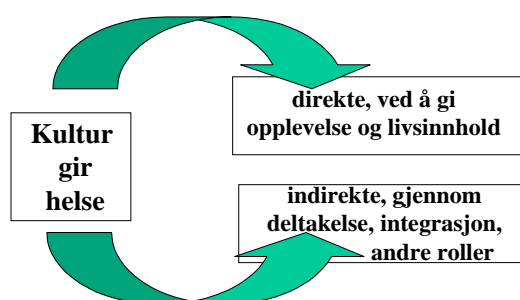 Kultur
gir
helse
direkte, ved å gi
opplevelse og livsinnhold
indirekte, gjennom
deltakelse, integrasjon,
andre roller